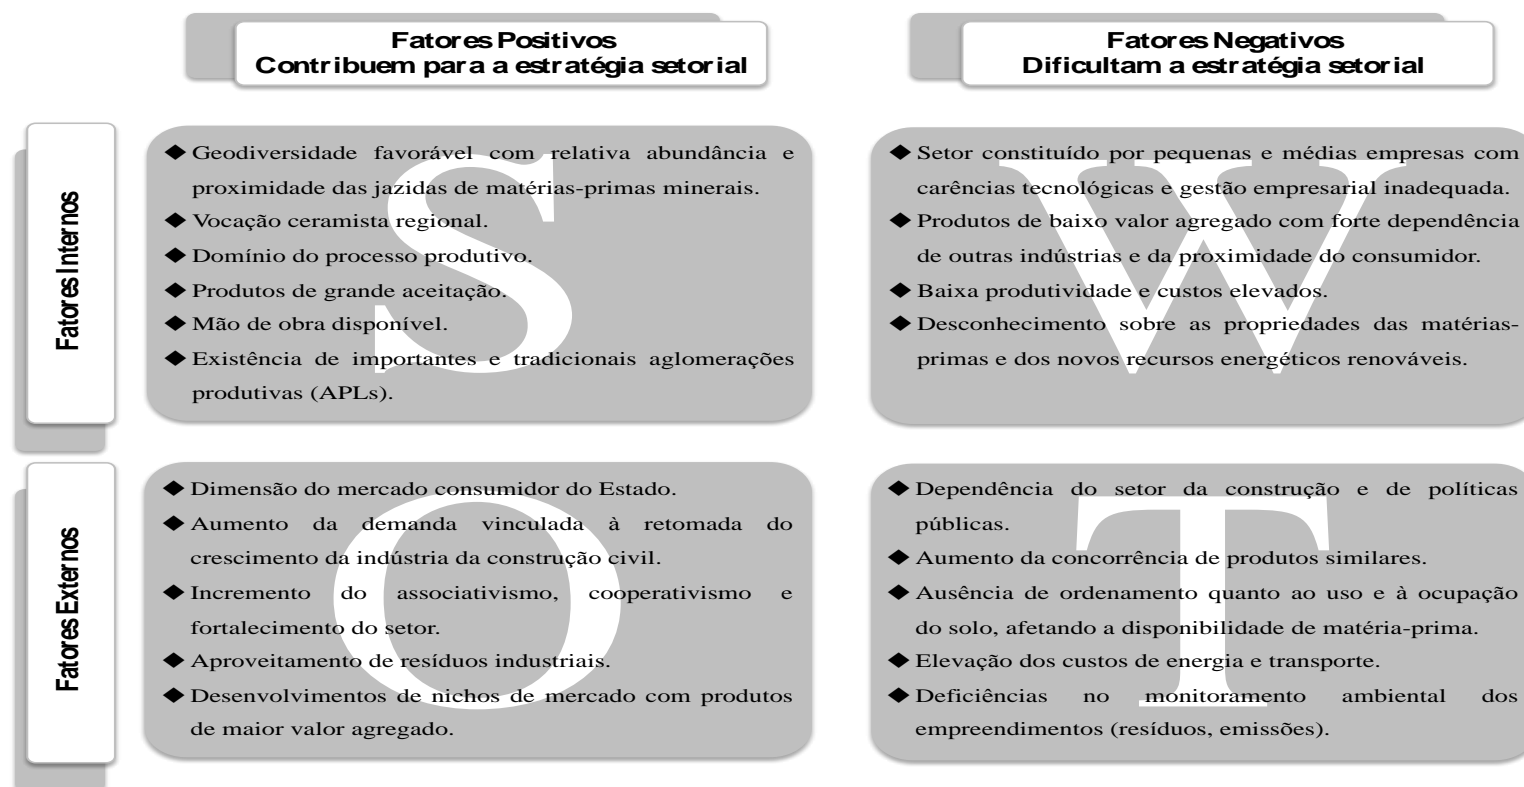 Fatores Positivos
Contribuem para a estratégia setorial
Fatores Negativos
Dificultam a estratégia setorial
Fatores Internos
S
◆ Geodiversidade favorável com relativa abundância e
proximidade das jazidas de matérias-primas minerais.
◆ Vocação ceramista regional.
◆ Domínio do processo produtivo.
◆ Produtos de grande aceitação.
◆ Mão de obra disponível.
◆ Existência de importantes e tradicionais aglomerações
produtivas (APLs).
W
◆ Setor constituído por pequenas e médias empresas com
carências tecnológicas e gestão empresarial inadequada.
◆ Produtos de baixo valor agregado com forte dependência
de outras indústrias e da proximidade do consumidor.
◆ Baixa produtividade e custos elevados.
◆ Desconhecimento sobre as propriedades das matérias-
primas e dos novos recursos energéticos renováveis.
Fatores Externos
O
◆ Dimensão do mercado consumidor do Estado.
◆ Aumento da demanda vinculada à retomada do
crescimento da indústria da construção civil.
◆ Incremento do associativismo, cooperativismo e
fortalecimento do setor.
◆ Aproveitamento de resíduos industriais.
◆ Desenvolvimentos de nichos de mercado com produtos
de maior valor agregado.
T
◆ Dependência do setor da construção e de políticas
públicas.
◆ Aumento da concorrência de produtos similares.
◆ Ausência de ordenamento quanto ao uso e à ocupação
do solo, afetando a disponibilidade de matéria-prima.
◆ Elevação dos custos de energia e transporte.
◆ Deficiências no monitoramento ambiental dos
empreendimentos (resíduos, emissões).